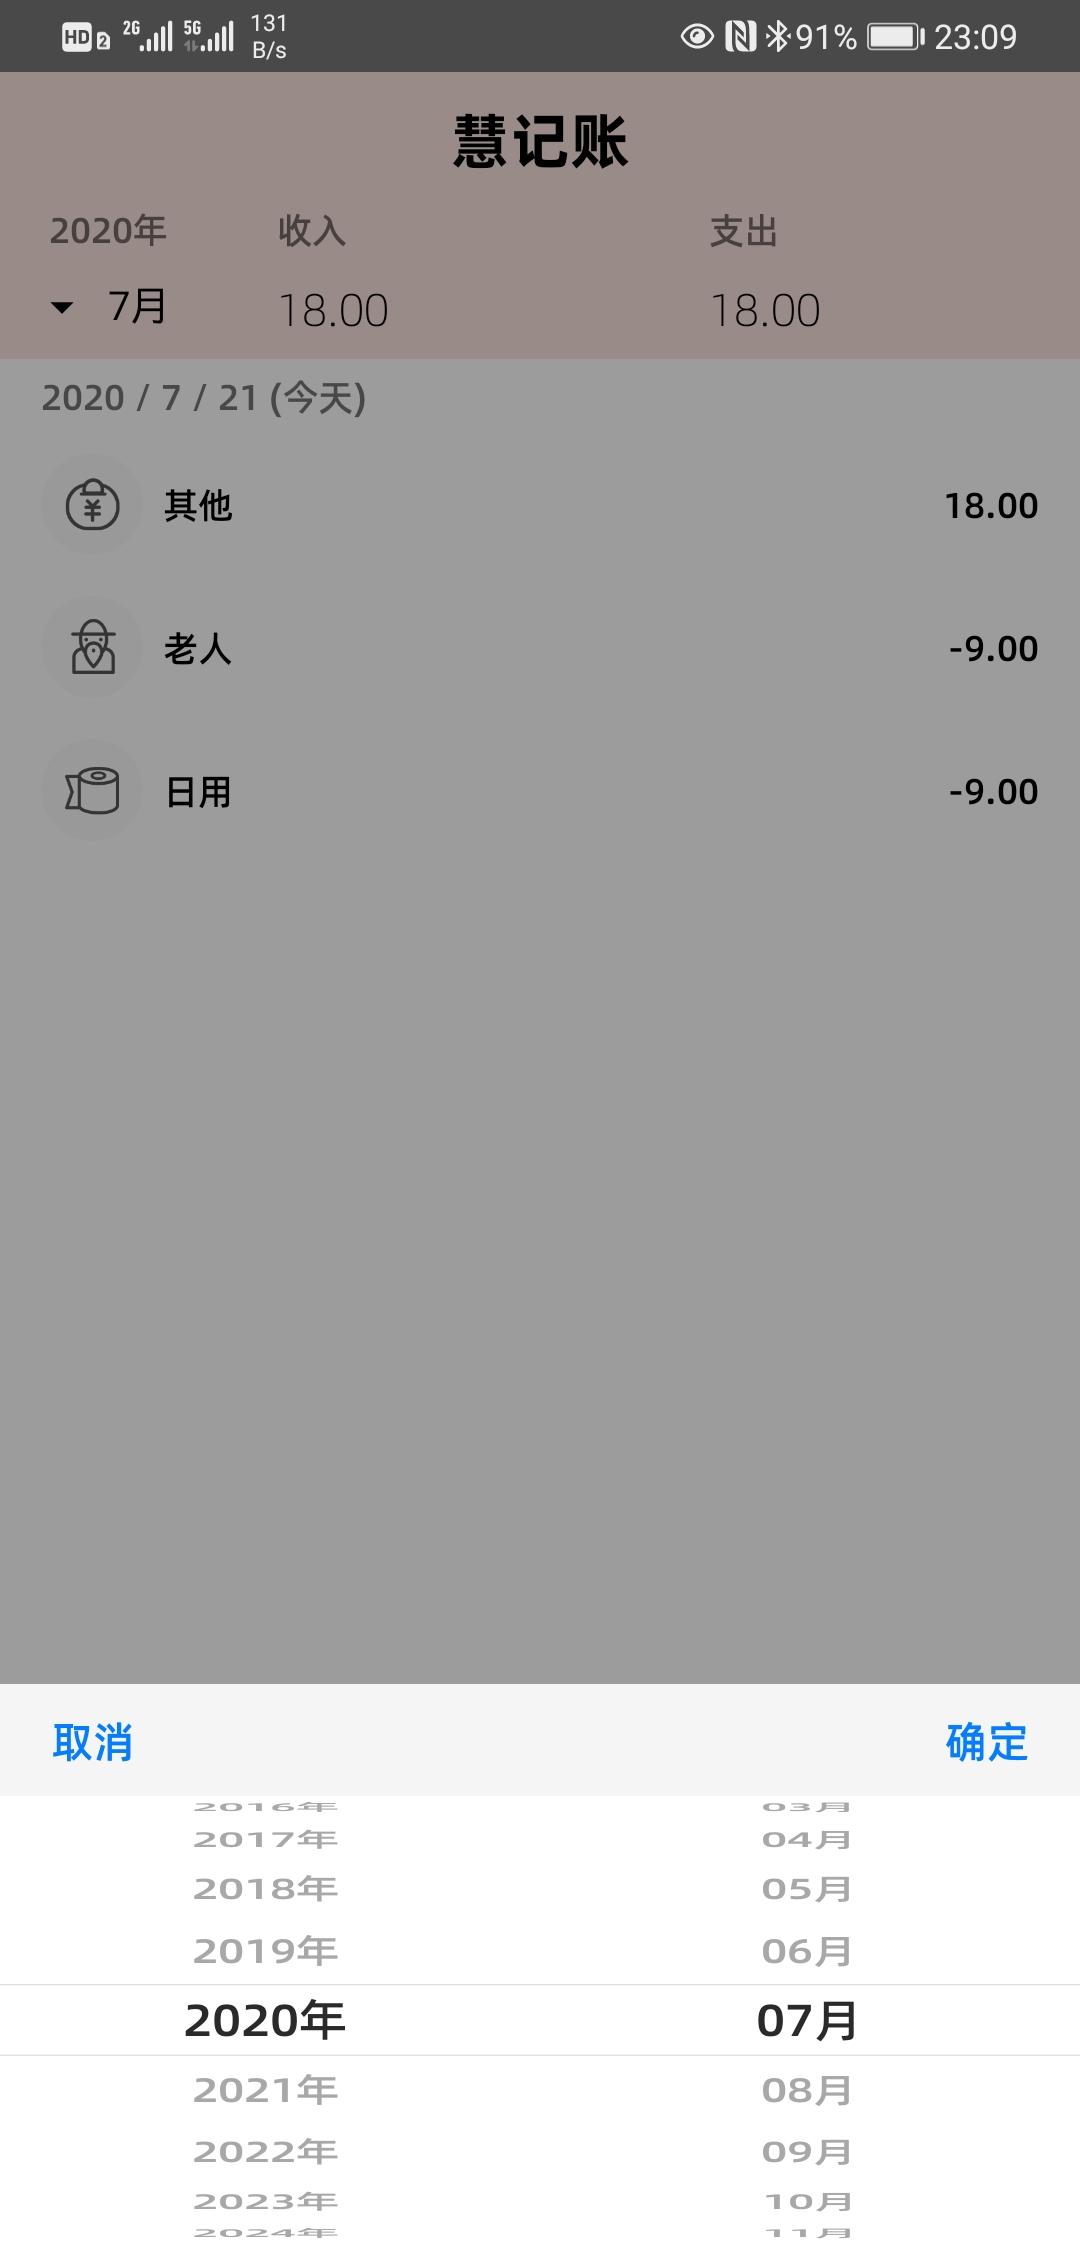 HD 2 2G 5G 131 B/s 91% 23:09
慧记账
2020年 收入 支出
7月 18.00 18.00
2020 / 7 / 21 (今天)
其他 18.00
老人 -9.00
日用 -9.00
取消 确定
2016年 03月
2017年 04月
2018年 05月
2019年 06月
2020年 07月
2021年 08月
2022年 09月
2023年 10月
2024年 11月